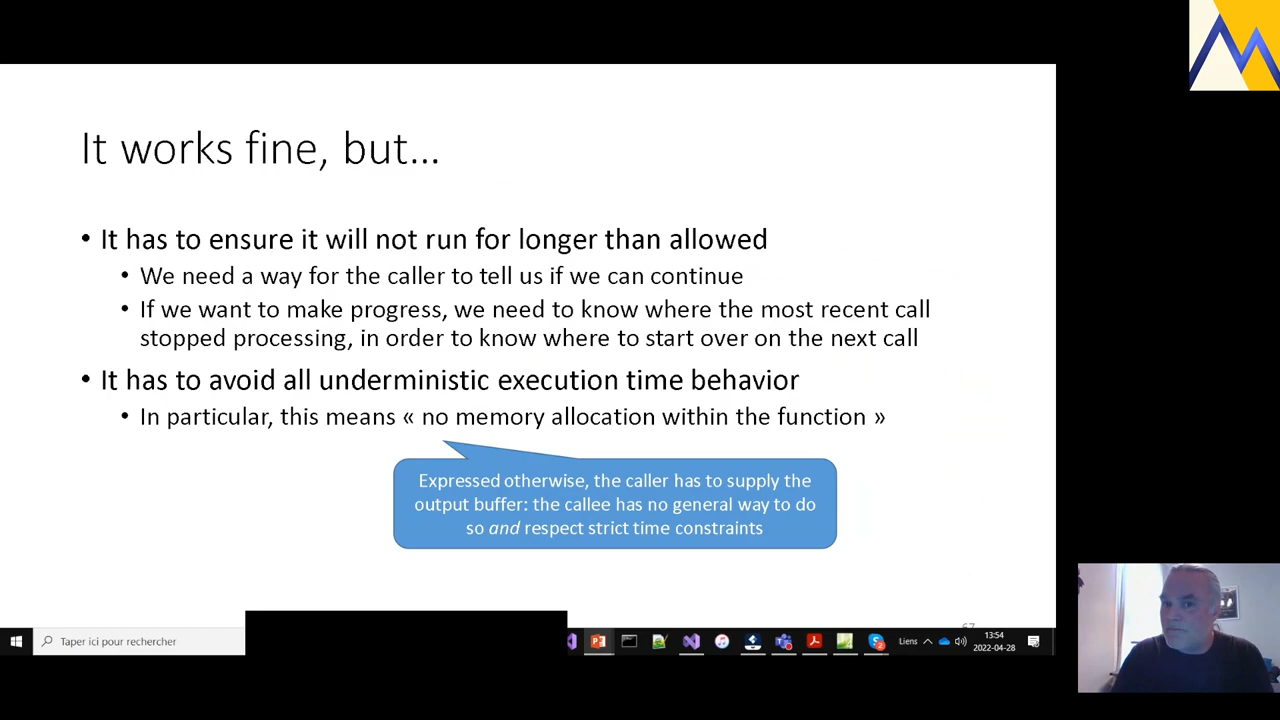 It works fine, but…
• It has to ensure it will not run for longer than allowed
• We need a way for the caller to tell us if we can continue
• If we want to make progress, we need to know where the most recent call
stopped processing, in order to know where to start over on the next call
• It has to avoid all underministic execution time behavior
• In particular, this means « no memory allocation within the function »
Expressed otherwise, the caller has to supply the
output buffer: the callee has no general way to do
so and respect strict time constraints
Taper ici pour rechercher
Liens
13:54
2022-04-28